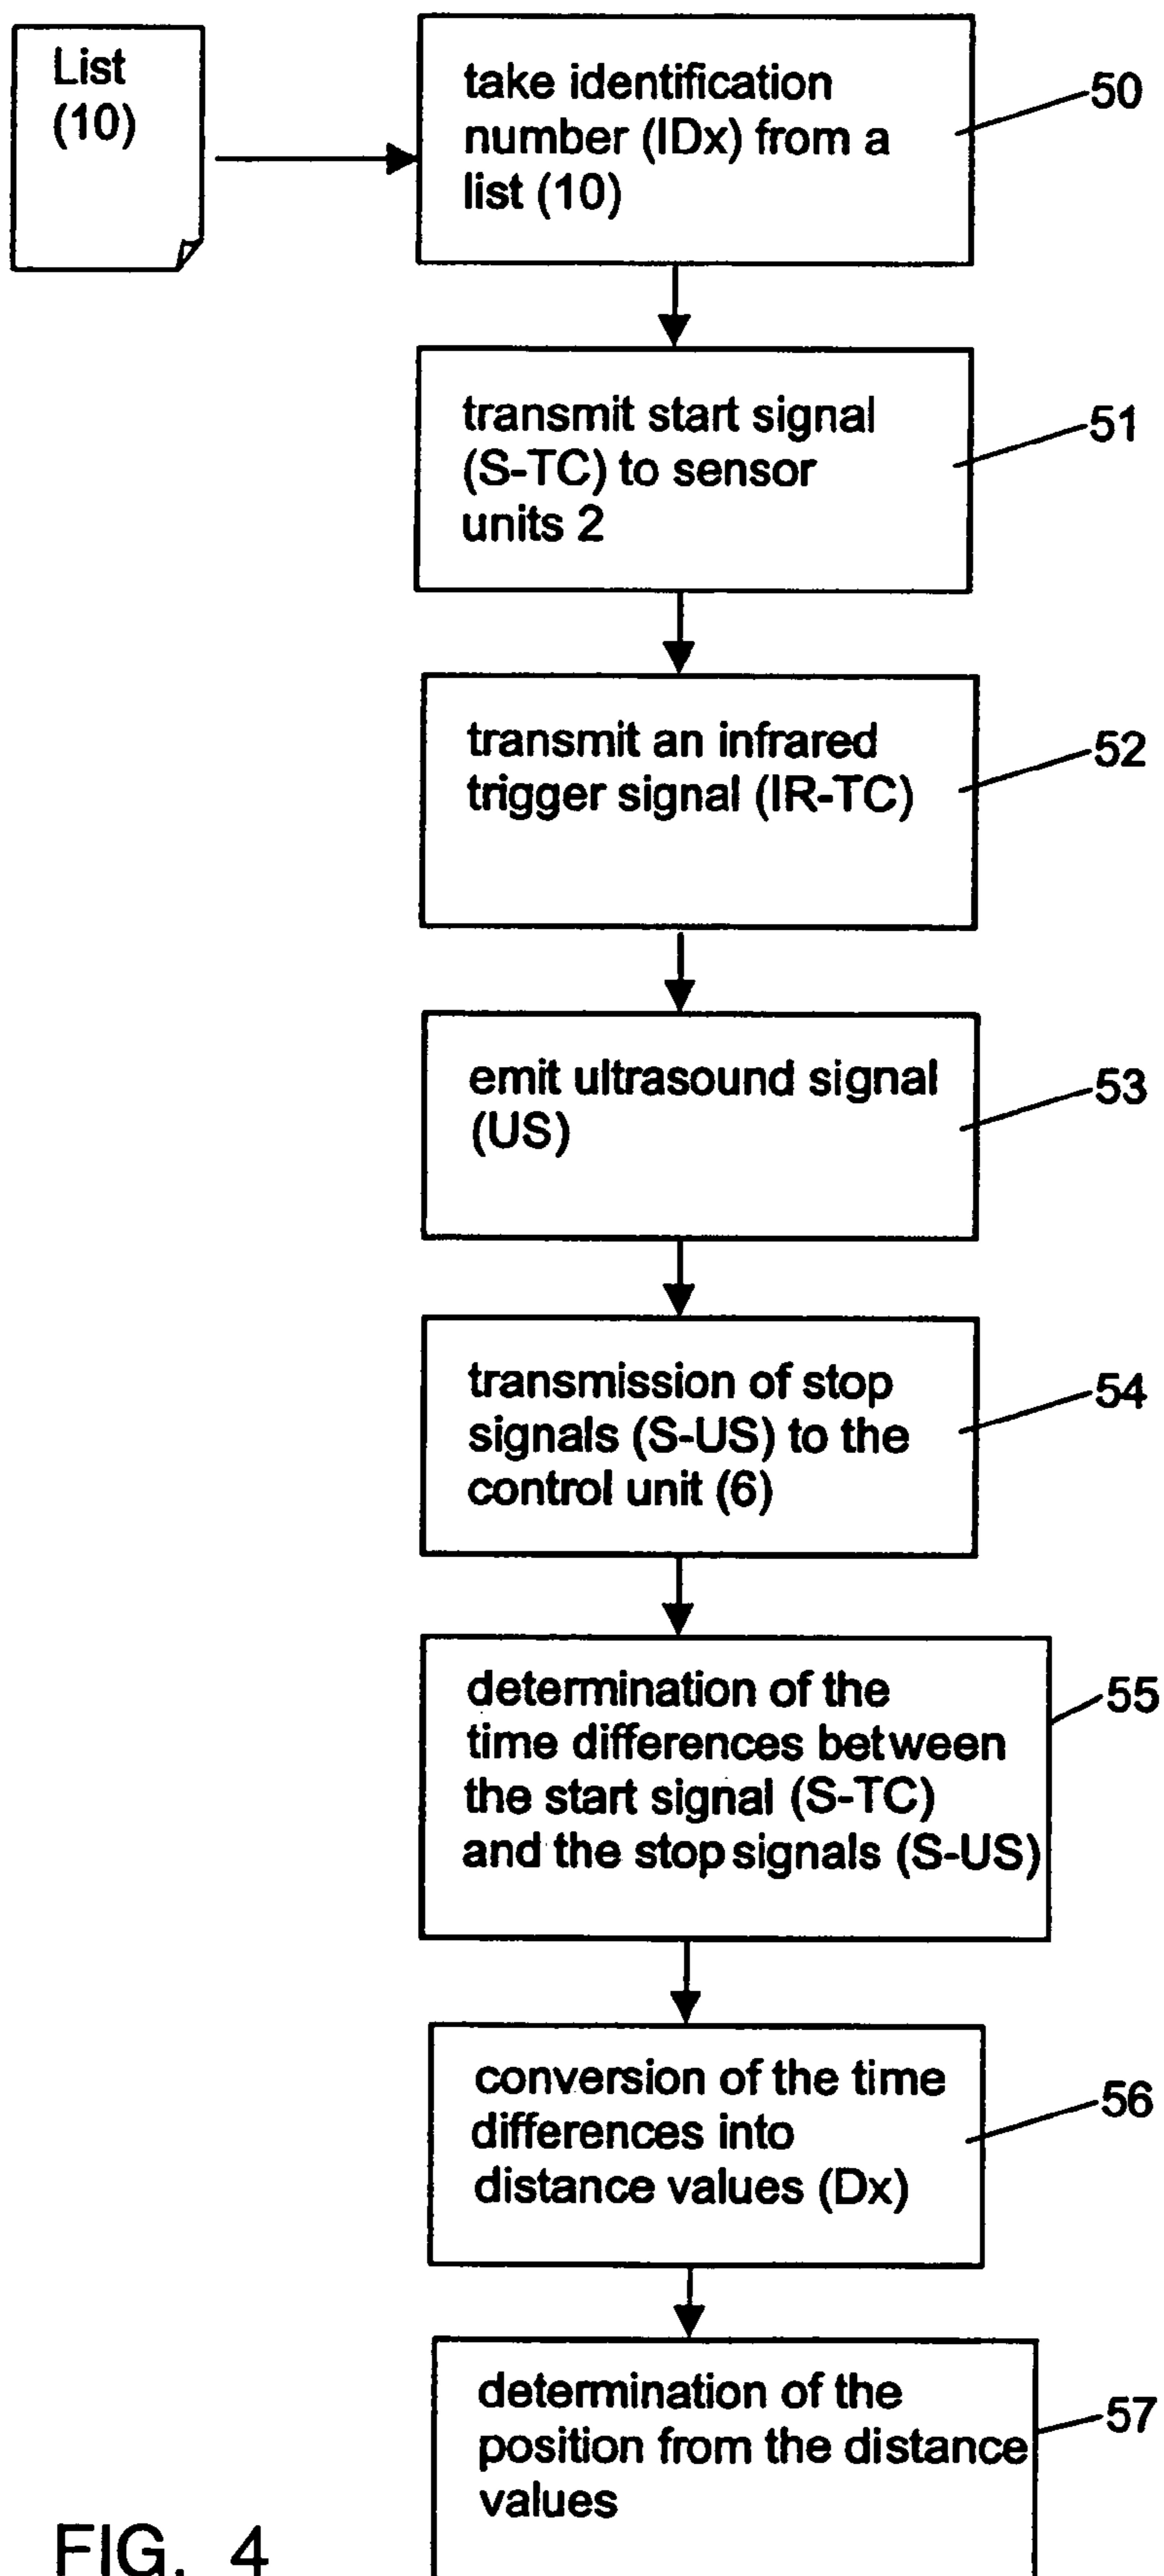 List
(10)
take identification
number (IDx) from a
list (10)
50
transmit start signal
(S-TC) to sensor
units 2
51
transmit an infrared
trigger signal (IR-TC)
52
emit ultrasound signal
(US)
53
transmission of stop
signals (S-US) to the
control unit (6)
54
determination of the
time differences between
the start signal (S-TC)
and the stop signals (S-US)
55
conversion of the time
differences into
distance values (Dx)
56
determination of the
position from the distance
values
57
FIG. 4